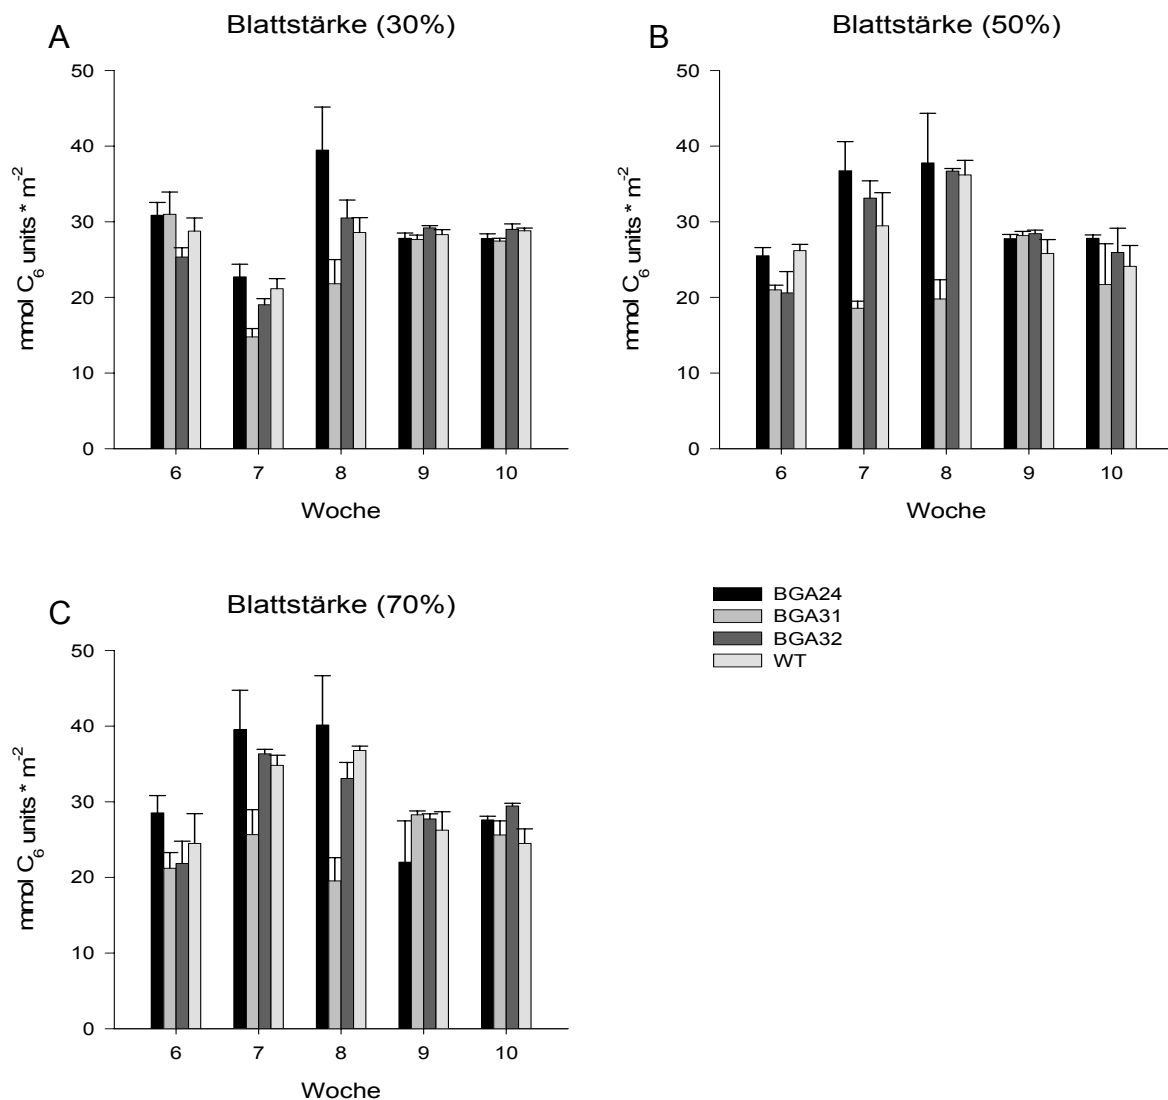 A
Blattstärke (30%)
50
40
30
20
10
0
mmol C6 units * m-2
6 7 8 9 10
Woche
B
Blattstärke (50%)
50
40
30
20
10
0
mmol C6 units * m-2
6 7 8 9 10
Woche
C
Blattstärke (70%)
50
40
30
20
10
0
mmol C6 units * m-2
6 7 8 9 10
Woche
BGA24
BGA31
BGA32
WT